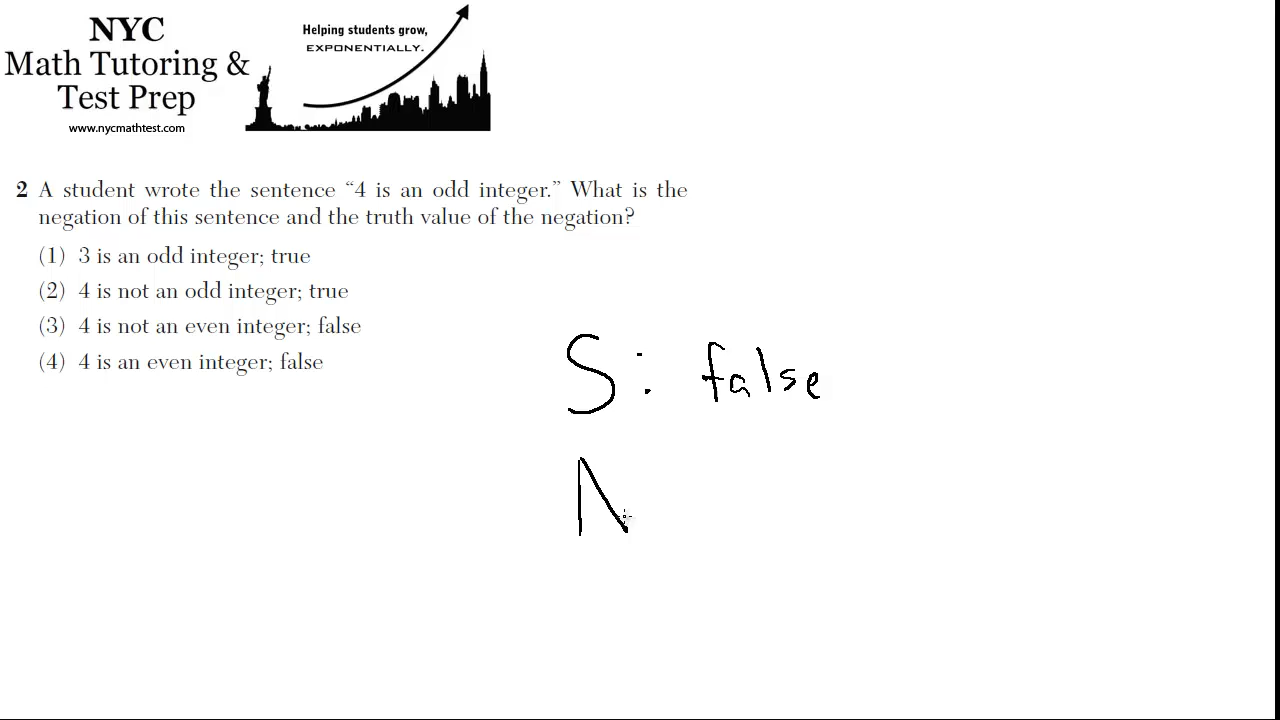 NYC
Math Tutoring &
Test Prep
www.nycmathtest.com
Helping students grow,
EXPONENTIALLY.
2 A student wrote the sentence “4 is an odd integer.” What is the
negation of this sentence and the truth value of the negation?
(1) 3 is an odd integer; true
(2) 4 is not an odd integer; true
(3) 4 is not an even integer; false
(4) 4 is an even integer; false
S: false